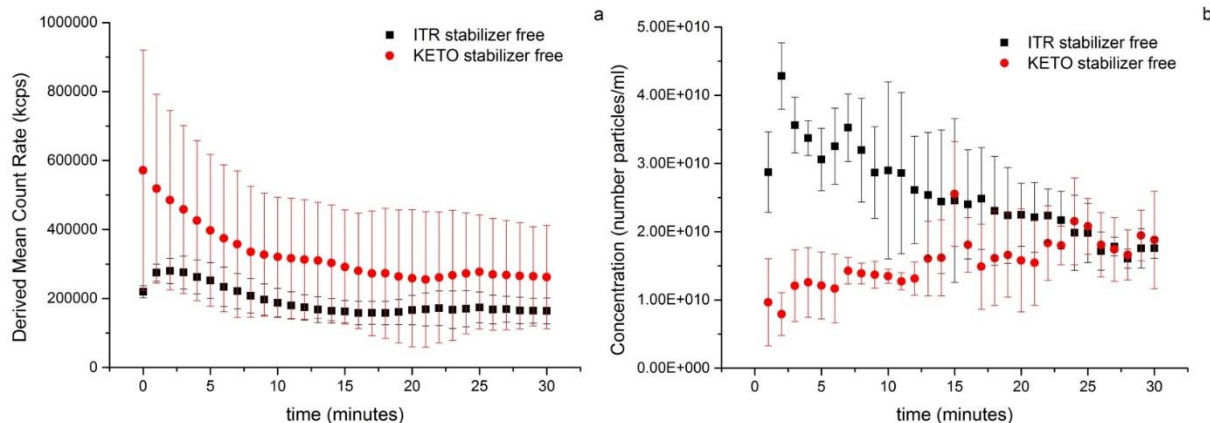 a
1000000
800000
600000
400000
200000
0
Derived Mean Count Rate (kcps)
ITR stabilizer free
KETO stabilizer free
0 5 10 15 20 25 30
time (minutes)
b
5.00E+010
4.00E+010
3.00E+010
2.00E+010
1.00E+010
0.00E+000
Concentration (number particles/ml)
ITR stabilizer free
KETO stabilizer free
0 5 10 15 20 25 30
time (minutes)